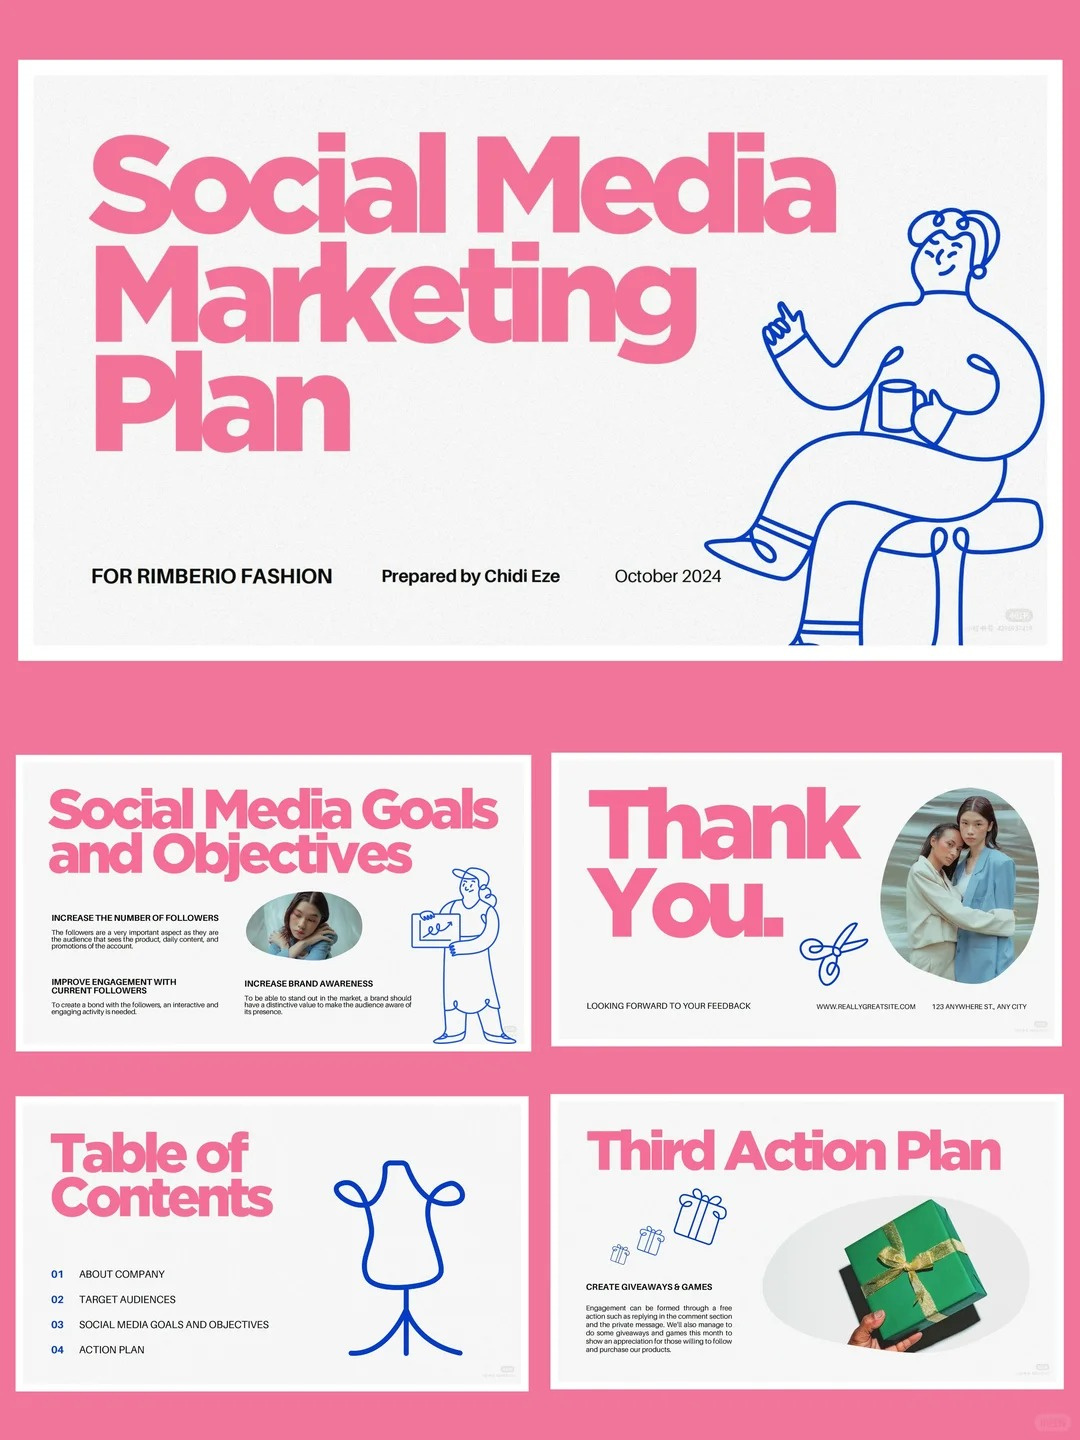 Social Media
Marketing
Plan
FOR RIMBERIO FASHION
Prepared by Chidi Eze
October 2024
Social Media Goals
and Objectives
INCREASE THE NUMBER OF FOLLOWERS
The followers are a very important aspect as they are
the audience that sees the product, daily content, and
promotions of the account.
IMPROVE ENGAGEMENT WITH
CURRENT FOLLOWERS
To create a bond with the followers, an interactive and
engaging activity is needed.
INCREASE BRAND AWARENESS
To be able to stand out in the market, a brand should
have a distinctive value to make the audience aware of
its presence.
Thank
You.
LOOKING FORWARD TO YOUR FEEDBACK
WWW.REALLYGREATSITE.COM
123 ANYWHERE ST., ANY CITY
Table of
Contents
01 ABOUT COMPANY
02 TARGET AUDIENCES
03 SOCIAL MEDIA GOALS AND OBJECTIVES
04 ACTION PLAN
Third Action Plan
CREATE GIVEAWAYS & GAMES
Engagement can be formed through a free
action such as replying in the comment section
and the private message. We'll also manage to
do some giveaways and games this month to
show an appreciation for those willing to follow
and purchase our products.